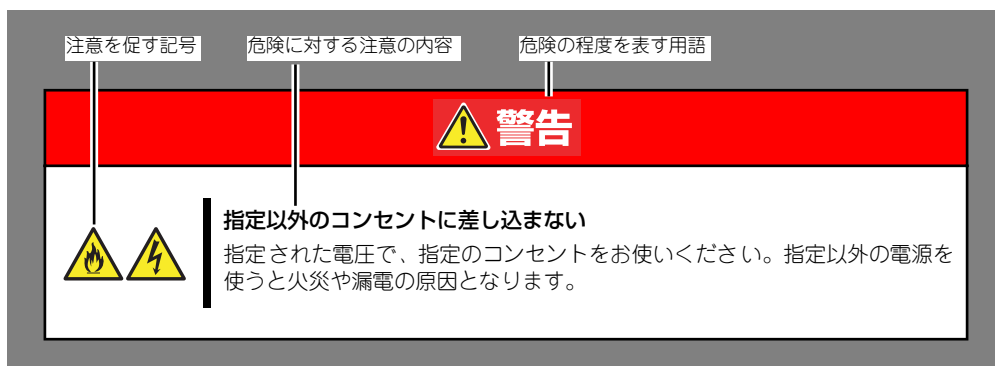 注意を促す記号
危険に対する注意の内容
危険の程度を表す用語
警告
指定以外のコンセントに差し込まない
指定された電圧で、指定のコンセントをお使いください。指定以外の電源を
使うと火災や漏電の原因となります。